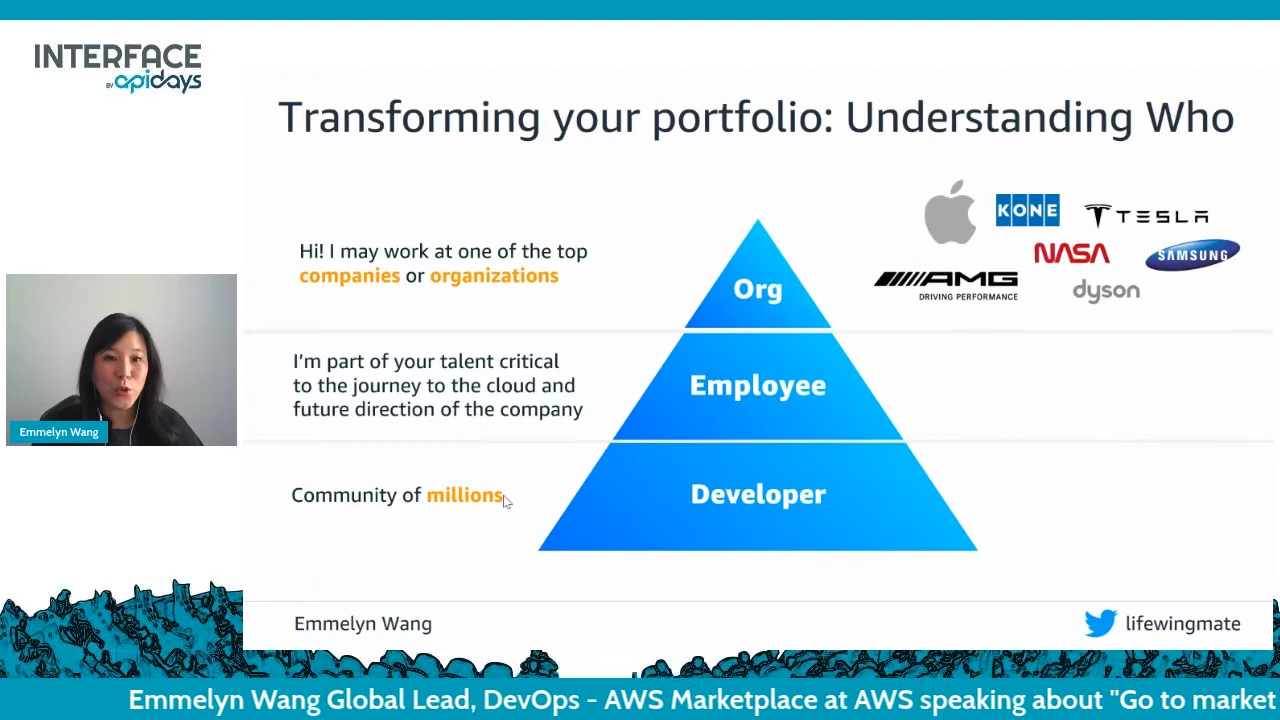 INTERFACE
BY apidays
Transforming your portfolio: Understanding Who
KONE
TESLA
Hi! I may work at one of the top
companies or organizations
NASA
SAMSUNG
AMG
DRIVING PERFORMANCE
dyson
Org
I'm part of your talent critical
to the journey to the cloud and
future direction of the company
Employee
Emmelyn Wang
Community of millions
Developer
Emmelyn Wang
lifewingmate
Emmelyn Wang Global Lead, DevOps - AWS Marketplace at AWS speaking about "Go to market